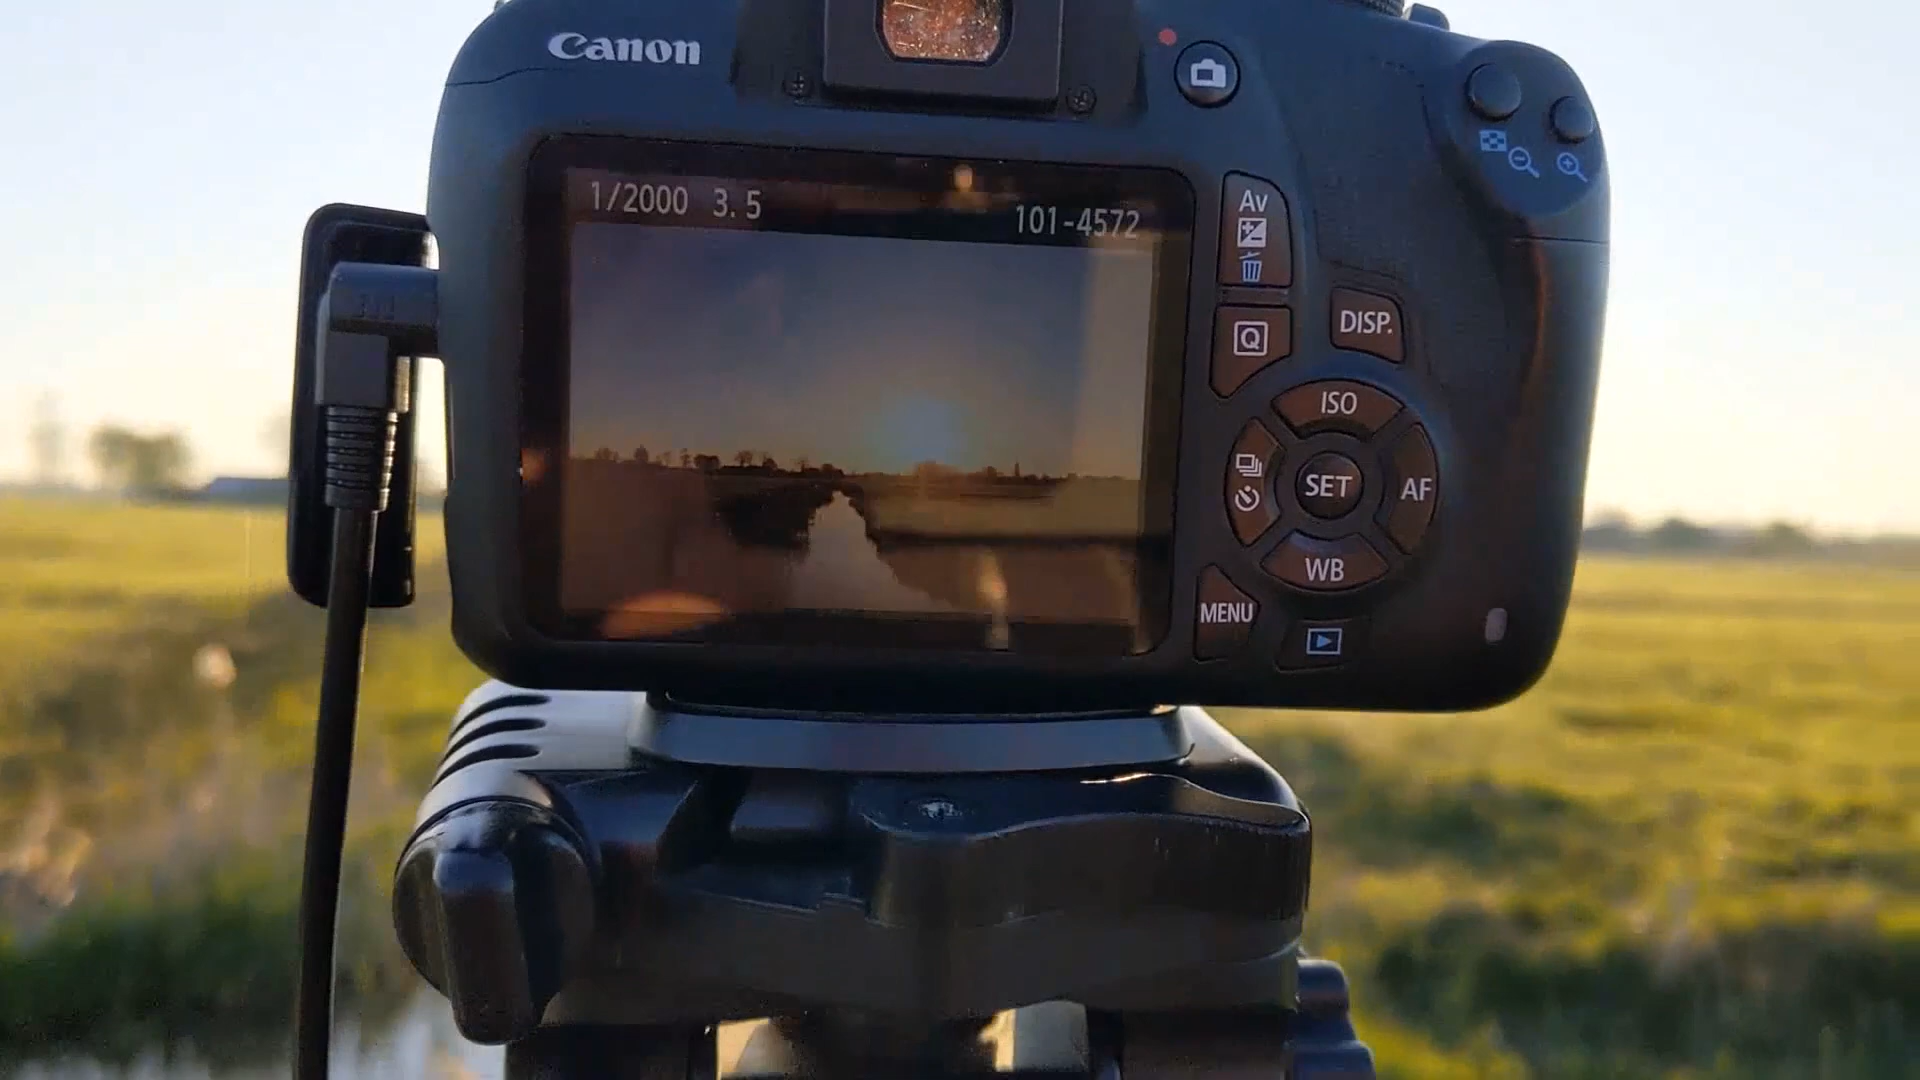 Canon
1/2000 3.5
101-4572
Av
Q
DISP.
ISO
SET
AF
WB
MENU